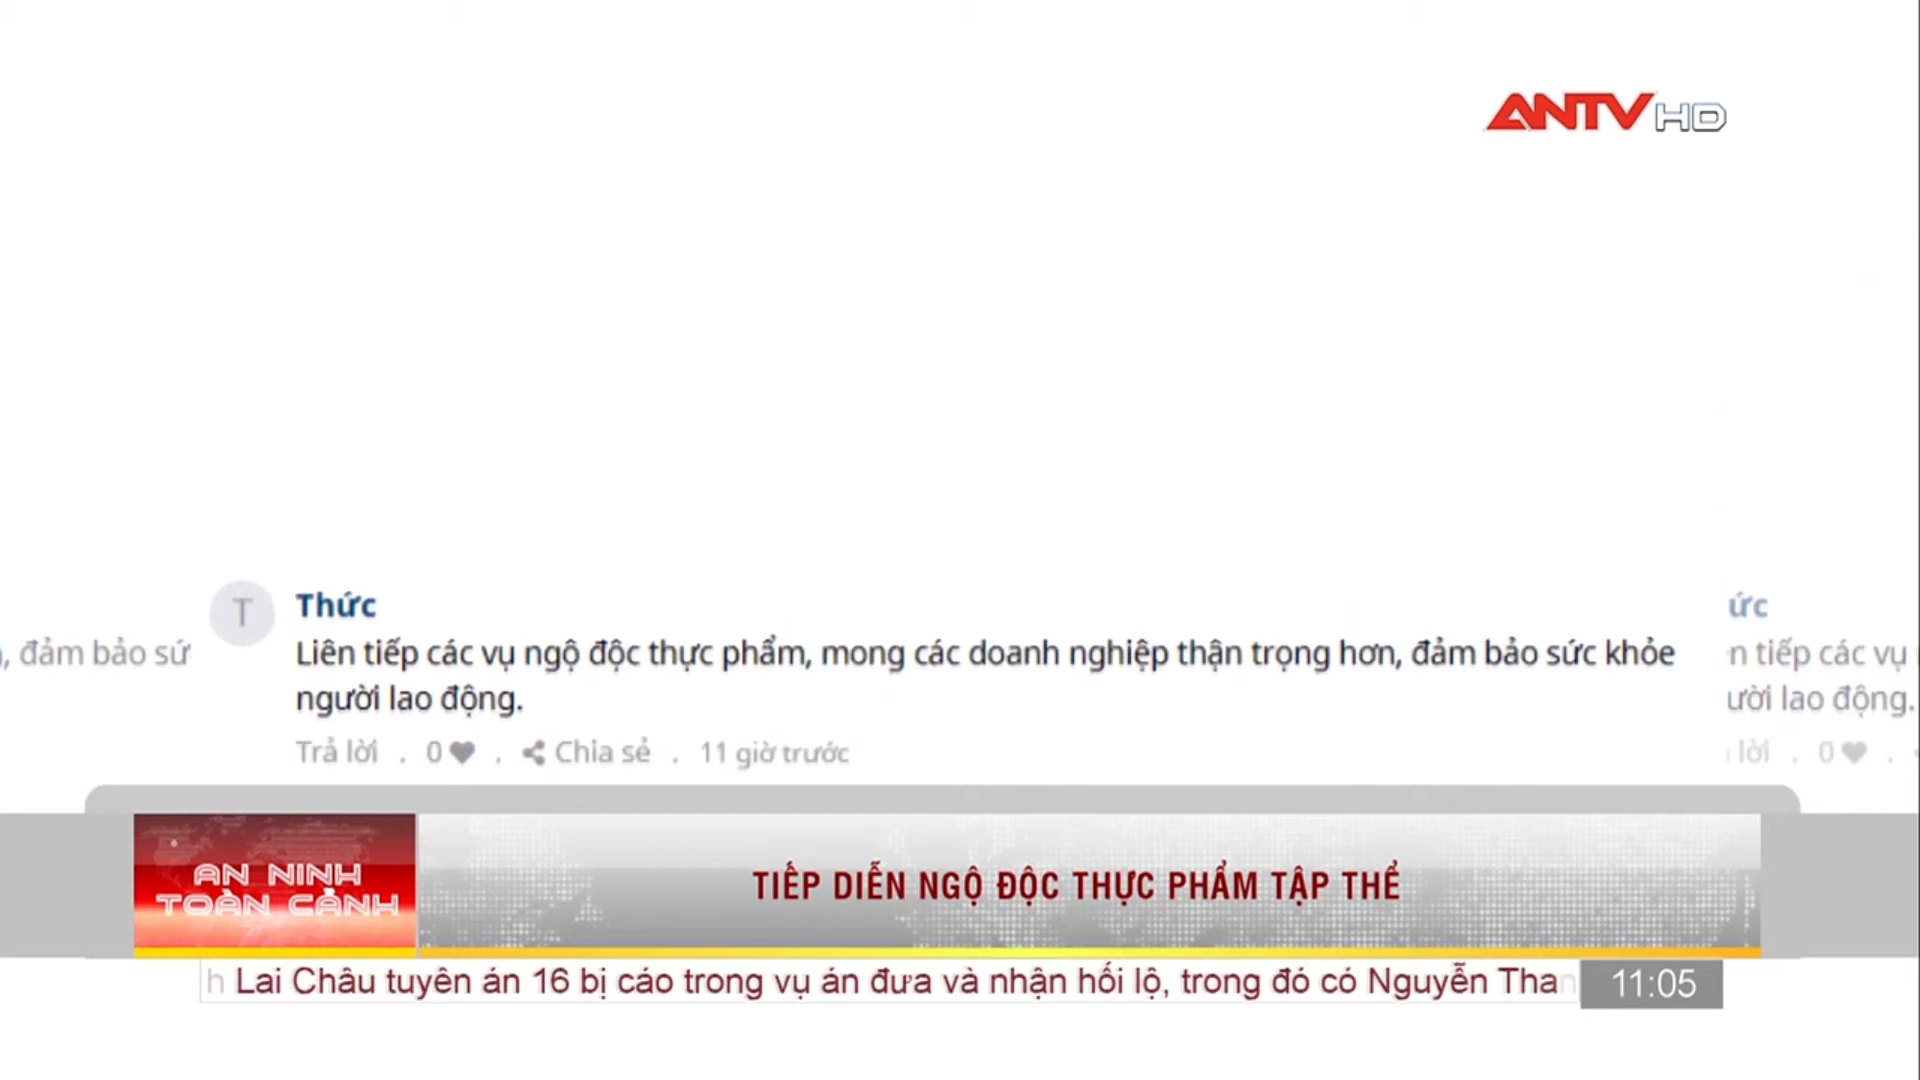 ANTV HD
T
Thức
Liên tiếp các vụ ngộ độc thực phẩm, mong các doanh nghiệp thận trọng hơn, đảm bảo sức khỏe
người lao động.
Trả lời . 0 . Chia sẻ . 11 giờ trước
, đảm bảo sứ
ức
n tiếp các vụ
ười lao động.
lời . 0 .
AN NINH
TOÀN CẢNH
TIẾP DIỄN NGỘ ĐỘC THỰC PHẨM TẬP THỂ
h Lai Châu tuyên án 16 bị cáo trong vụ án đưa và nhận hối lộ, trong đó có Nguyễn Than
11:05